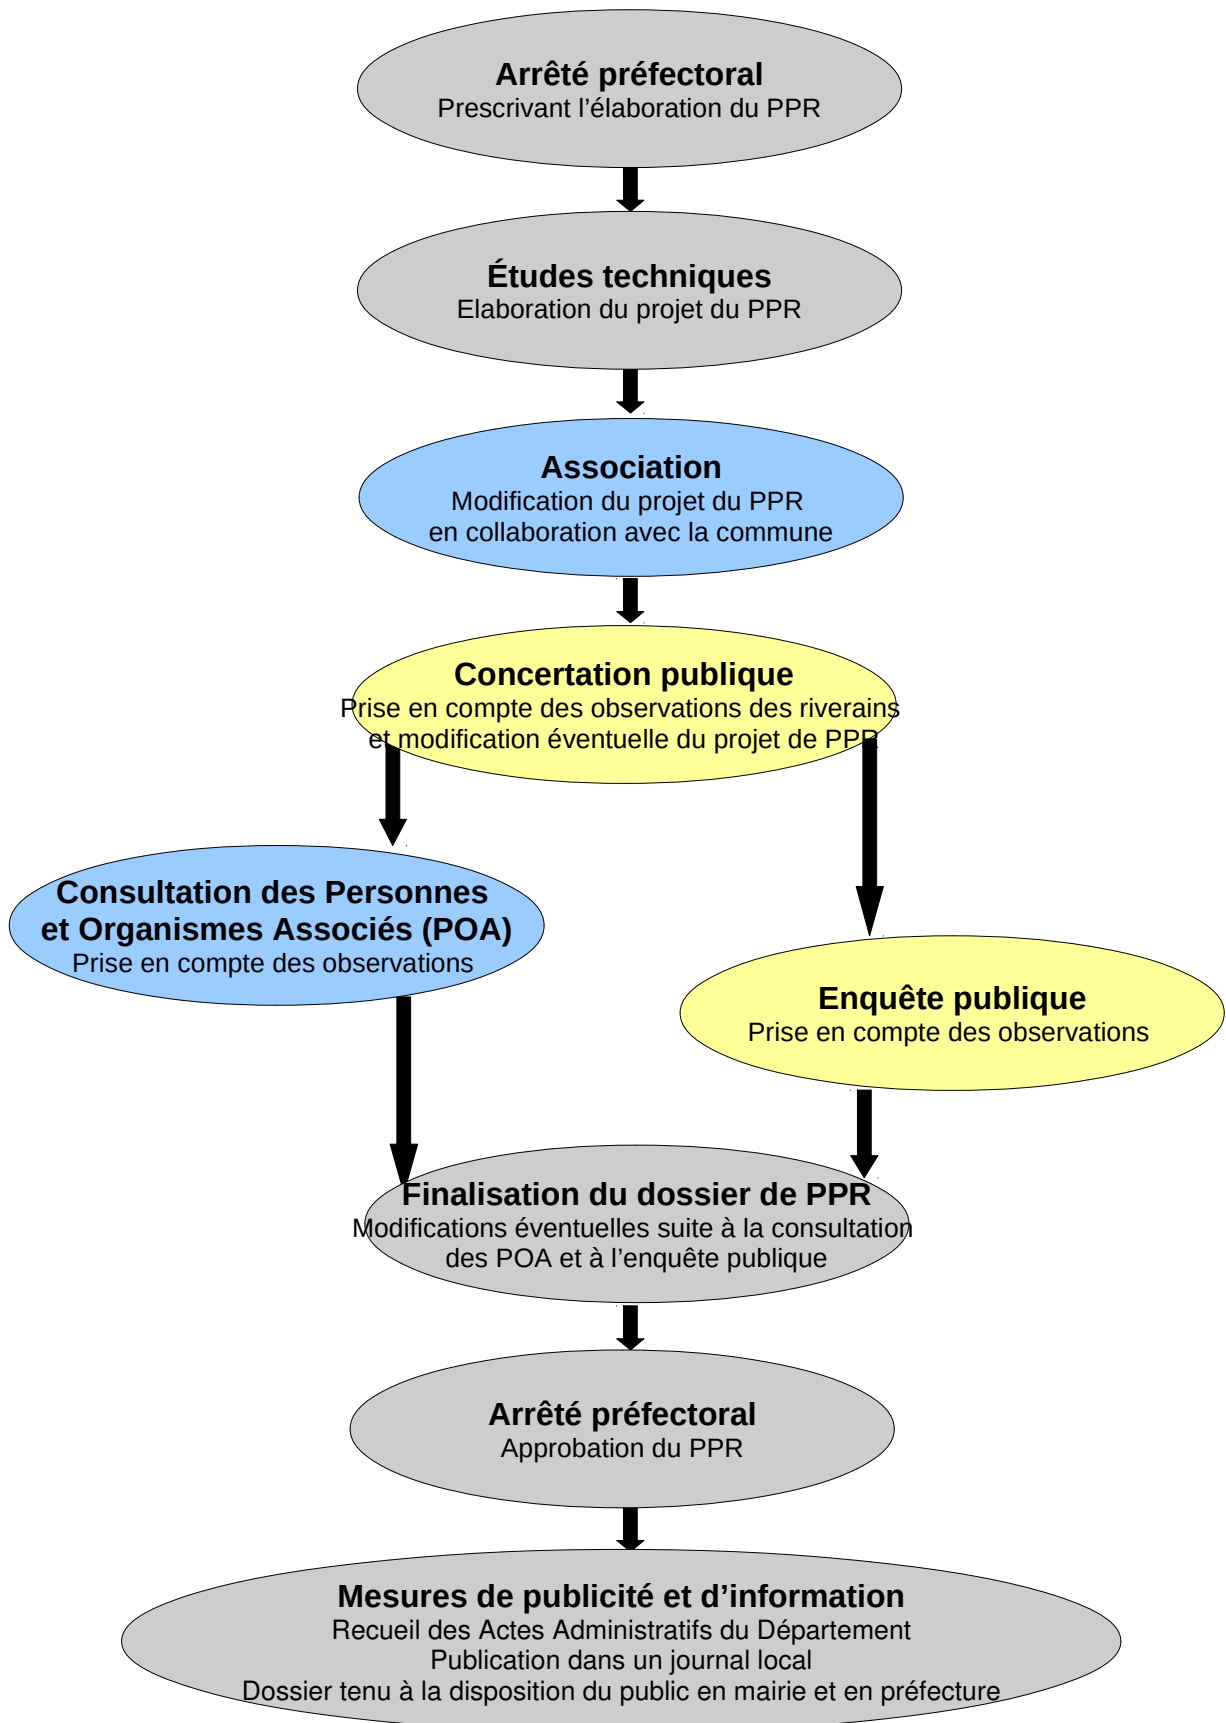 Arrêté préfectoral
Prescrivant l’élaboration du PPR
Études techniques
Elaboration du projet du PPR
Association
Modification du projet du PPR
en collaboration avec la commune
Concertation publique
Prise en compte des observations des riverains
et modification éventuelle du projet de PPR
Consultation des Personnes
et Organismes Associés (POA)
Prise en compte des observations
Enquête publique
Prise en compte des observations
Finalisation du dossier de PPR
Modifications éventuelles suite à la consultation
des POA et à l’enquête publique
Arrêté préfectoral
Approbation du PPR
Mesures de publicité et d’information
Recueil des Actes Administratifs du Département
Publication dans un journal local
Dossier tenu à la disposition du public en mairie et en préfecture